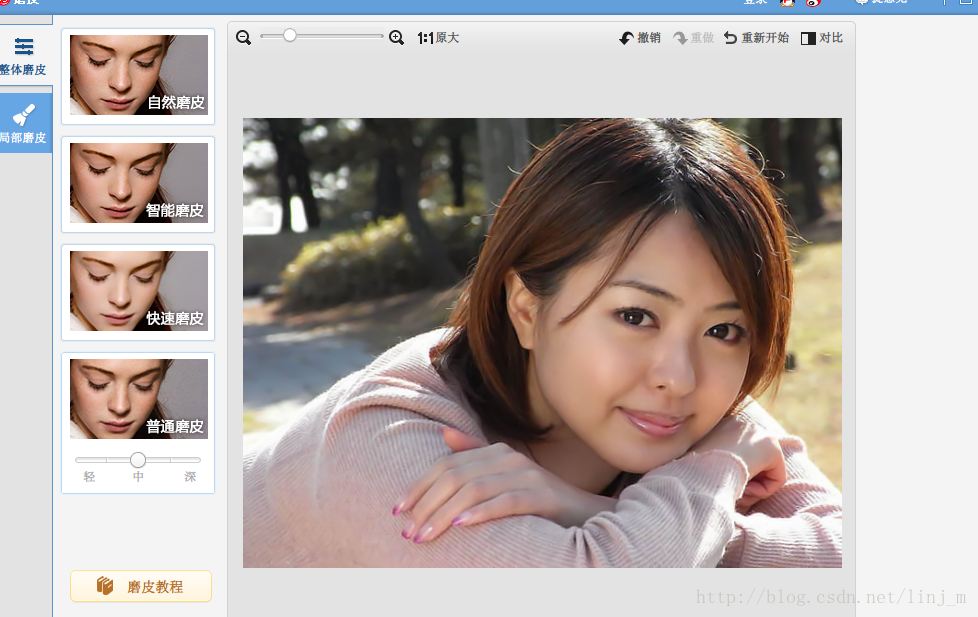 磨皮
登录
整体磨皮
局部磨皮
自然磨皮
智能磨皮
快速磨皮
普通磨皮
轻 中 深
磨皮教程
1:1原大
撤销 重做 重新开始 对比
http://blog.csdn.net/linj_m